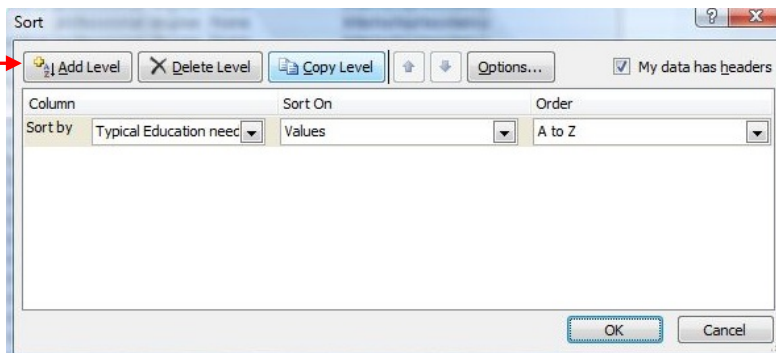 Sort
Add Level Delete Level Copy Level Options... My data has headers
Column Sort On Order
Sort by Typical Education need Values A to Z
OK Cancel